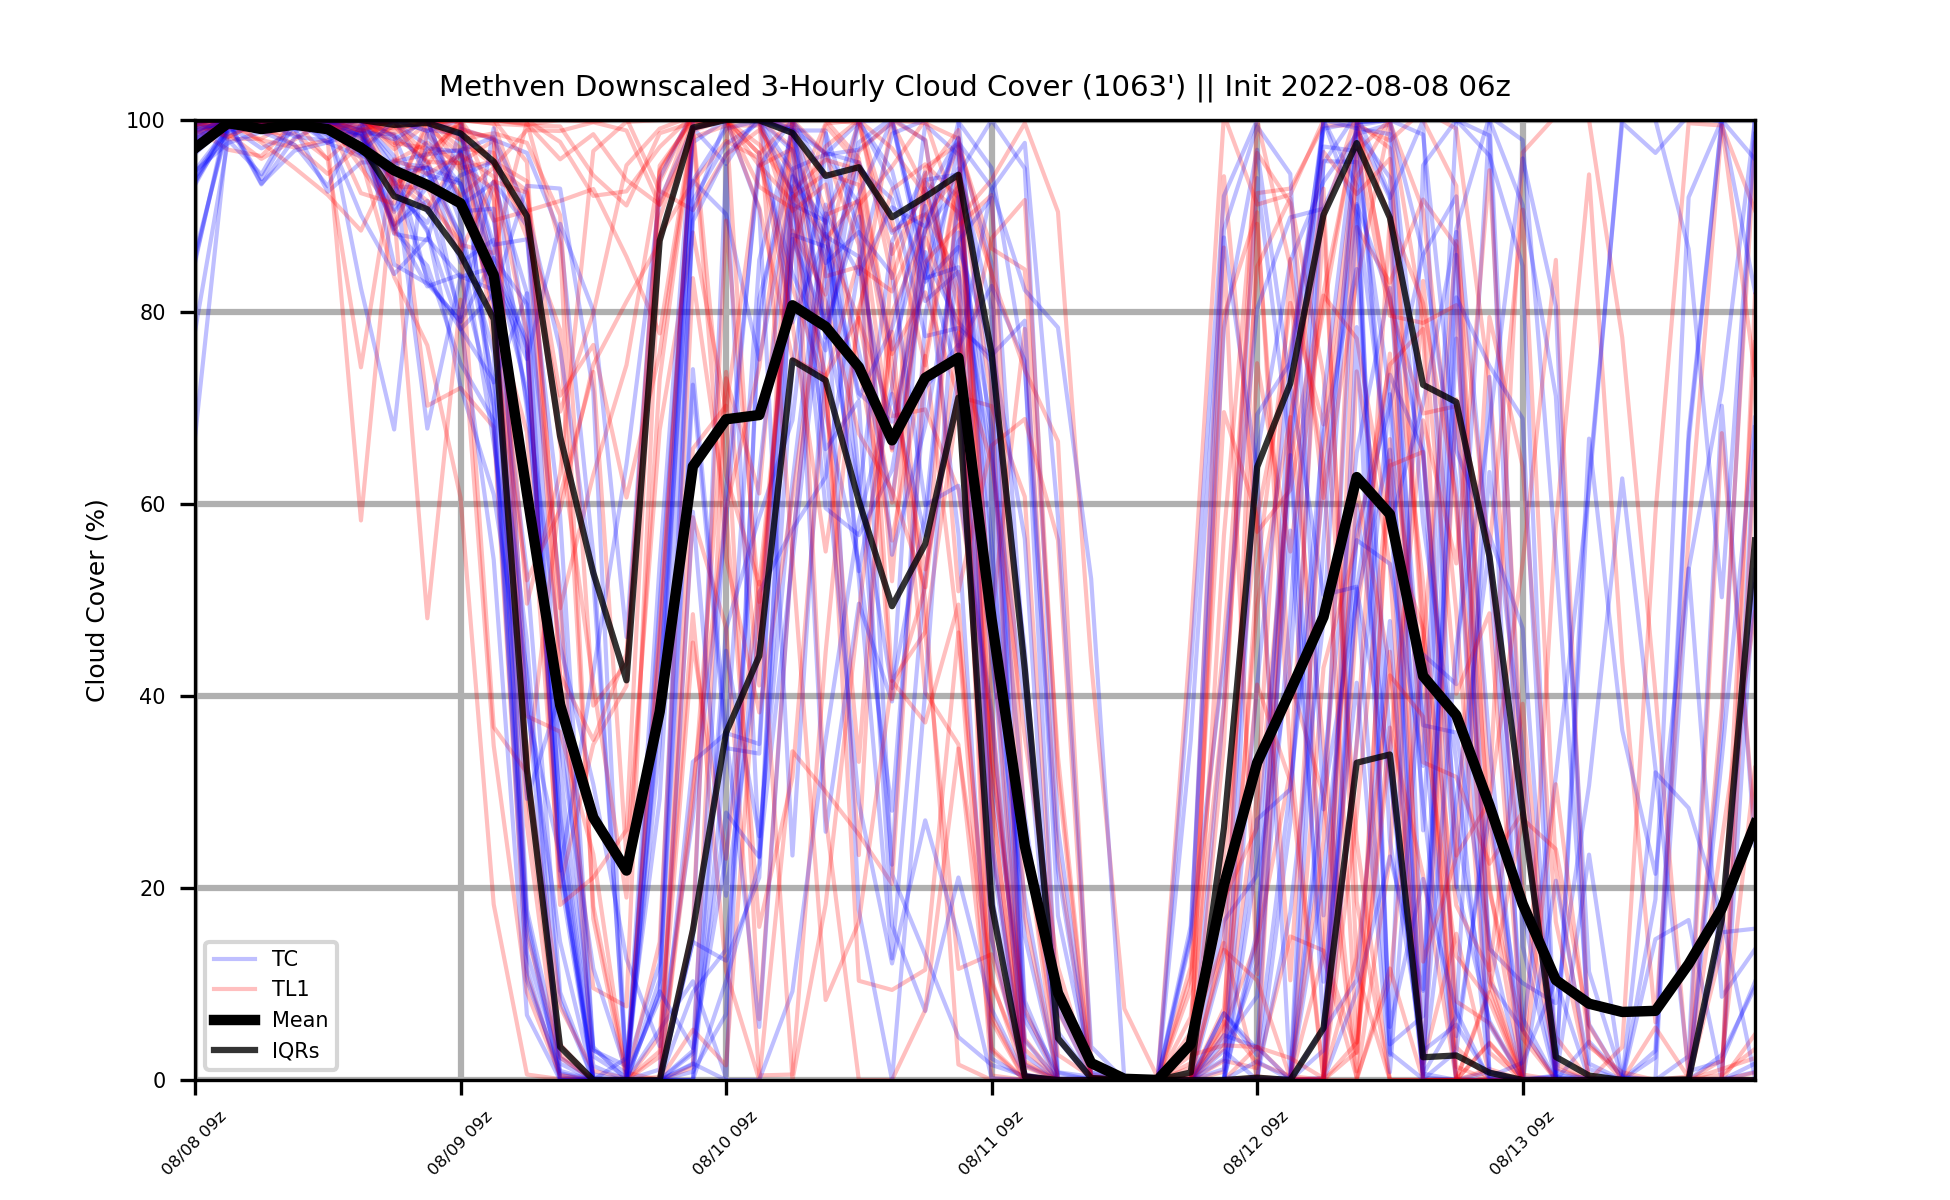 Methven Downscaled 3-Hourly Cloud Cover (1063') || Init 2022-08-08 06z
Cloud Cover (%)
100
80
60
40
20
0
TC
TL1
Mean
IQRs
08/08 09z
08/09 09z
08/10 09z
08/11 09z
08/12 09z
08/13 09z